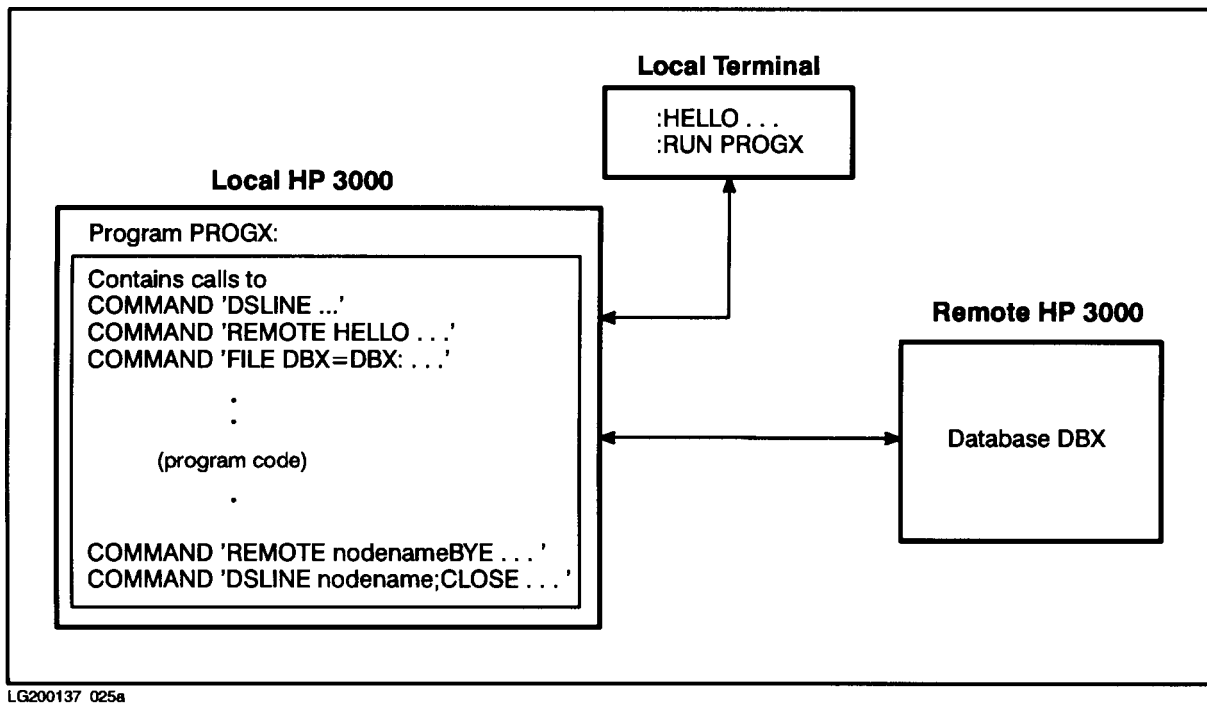 Local Terminal
:HELLO . . .
:RUN PROGX
Local HP 3000
Program PROGX:
Contains calls to
COMMAND 'DSLINE ...'
COMMAND 'REMOTE HELLO . . .'
COMMAND 'FILE DBX=DBX: . . .'
.
.
(program code)
.
COMMAND 'REMOTE nodenameBYE . . . '
COMMAND 'DSLINE nodename;CLOSE . . . '
Remote HP 3000
Database DBX
LG200137 025a